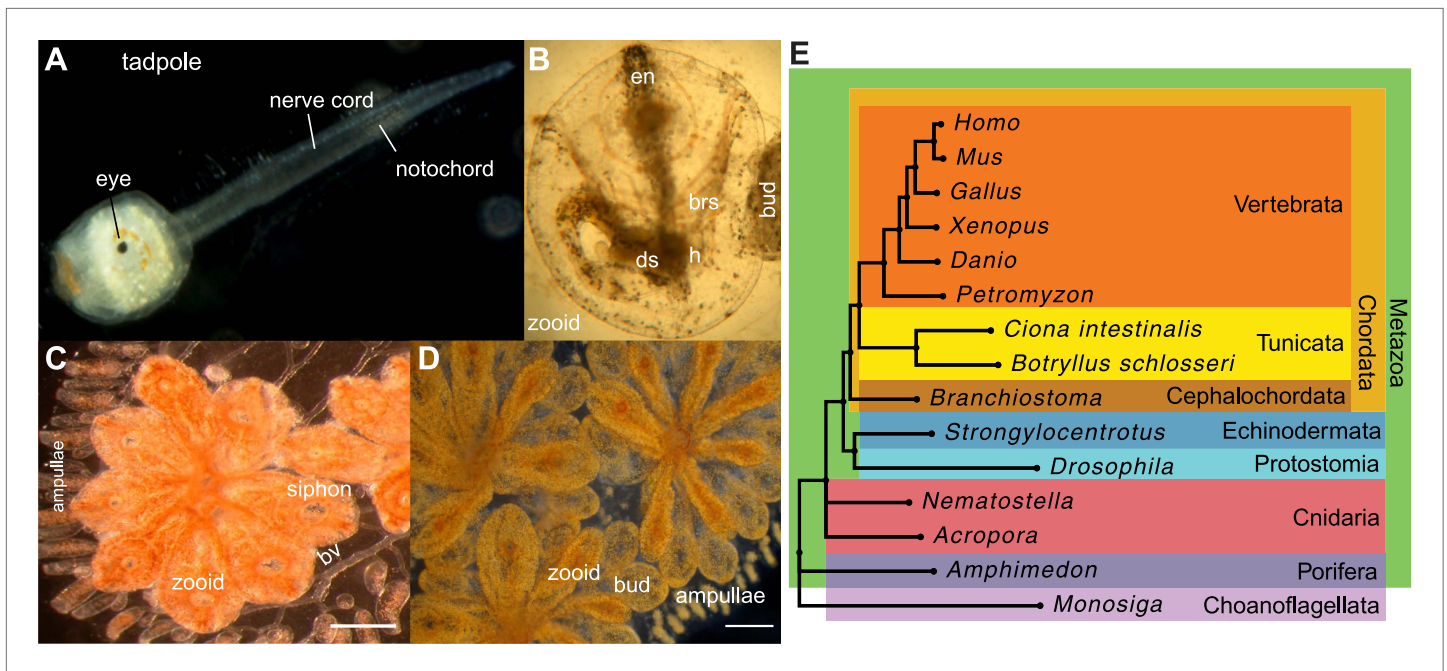 A
tadpole
nerve cord
notochord
eye
B
en
brs
bud
ds
h
zooid
C
ampullae
siphon
bv
zooid
D
zooid
bud
ampullae
E
Homo
Mus
Gallus
Xenopus
Danio
Petromyzon
Vertebrata
Ciona intestinalis
Botryllus schlosseri
Tunicata
Branchiostoma
Cephalochordata
Chordata
Metazoa
Strongylocentrotus
Echinodermata
Drosophila
Protostomia
Nematostella
Acropora
Cnidaria
Amphimedon
Porifera
Monosiga
Choanoflagellata